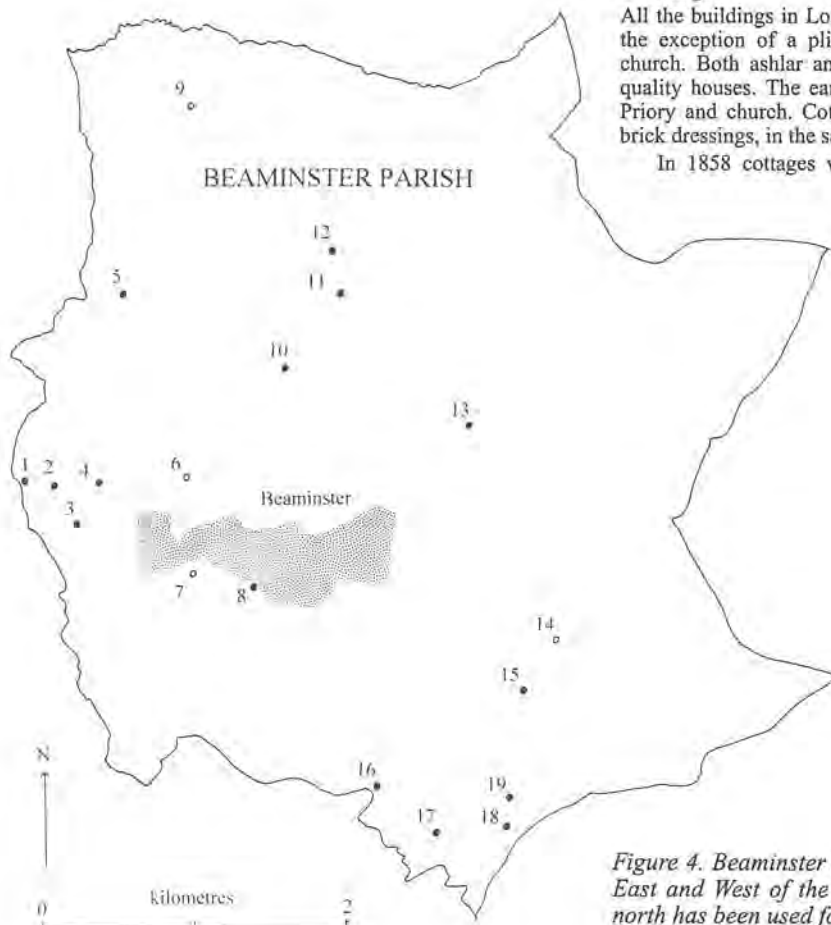 All the buildings in Lo
the exception of a pli
church. Both ashlar an
quality houses. The ear
Priory and church. Cot
brick dressings, in the s
In 1858 cottages v
BEAMINSTER PARISH
9
12
11
5
10
13
1
2
4
6
3
Beaminster
7
8
14
15
16
19
17
18
N
kilometres
0
2
Figure 4. Beaminster
East and West of the
north has been used fo